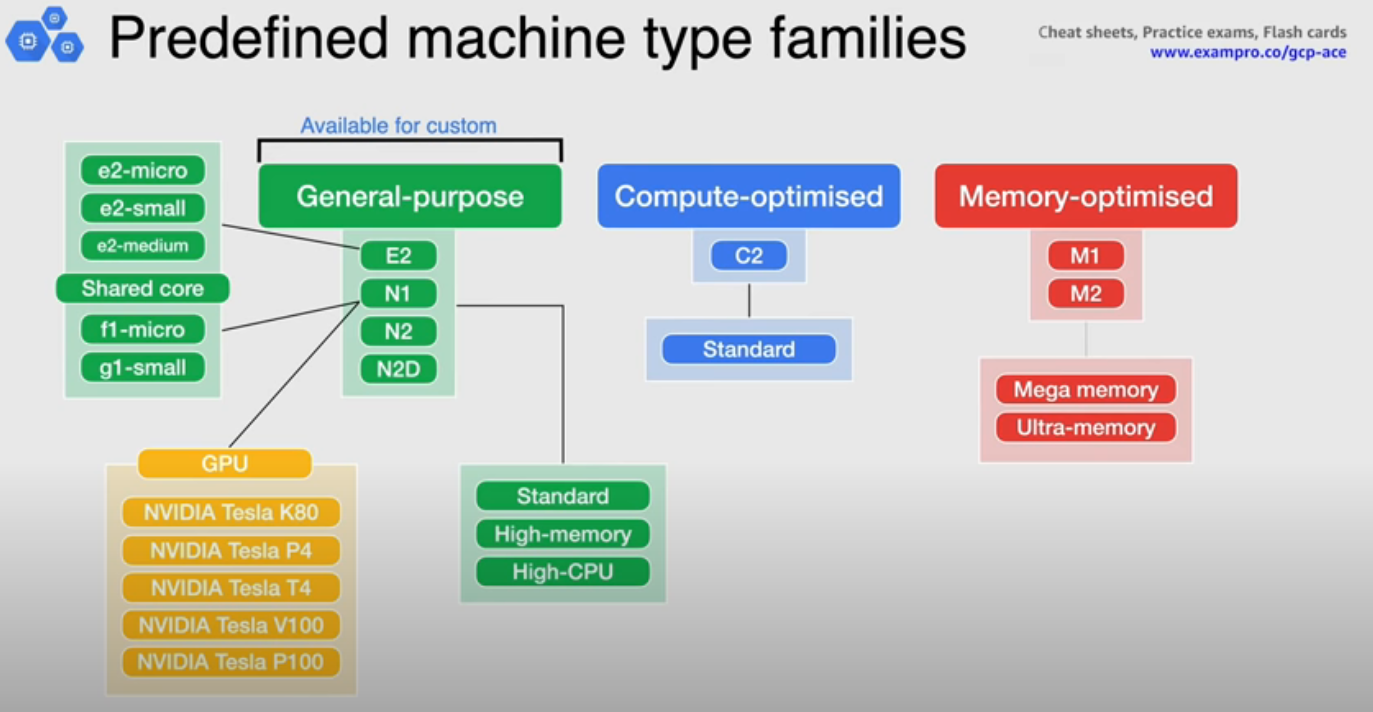 Predefined machine type families
Cheat sheets, Practice exams, Flash cards
www.exampro.co/gcp-ace
Available for custom
e2-micro
e2-small
e2-medium
Shared core
f1-micro
g1-small
General-purpose
E2
N1
N2
N2D
GPU
NVIDIA Tesla K80
NVIDIA Tesla P4
NVIDIA Tesla T4
NVIDIA Tesla V100
NVIDIA Tesla P100
Standard
High-memory
High-CPU
Compute-optimised
C2
Standard
Memory-optimised
M1
M2
Mega memory
Ultra-memory